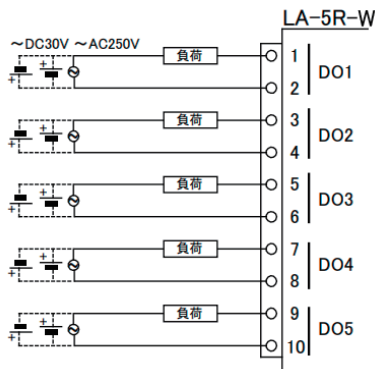 LA-5R-W
～DC30V ～AC250V
負荷 1
+ + 2 DO1
負荷 3
+ + 4 DO2
負荷 5
+ + 6 DO3
負荷 7
+ + 8 DO4
負荷 9
+ + 10 DO5